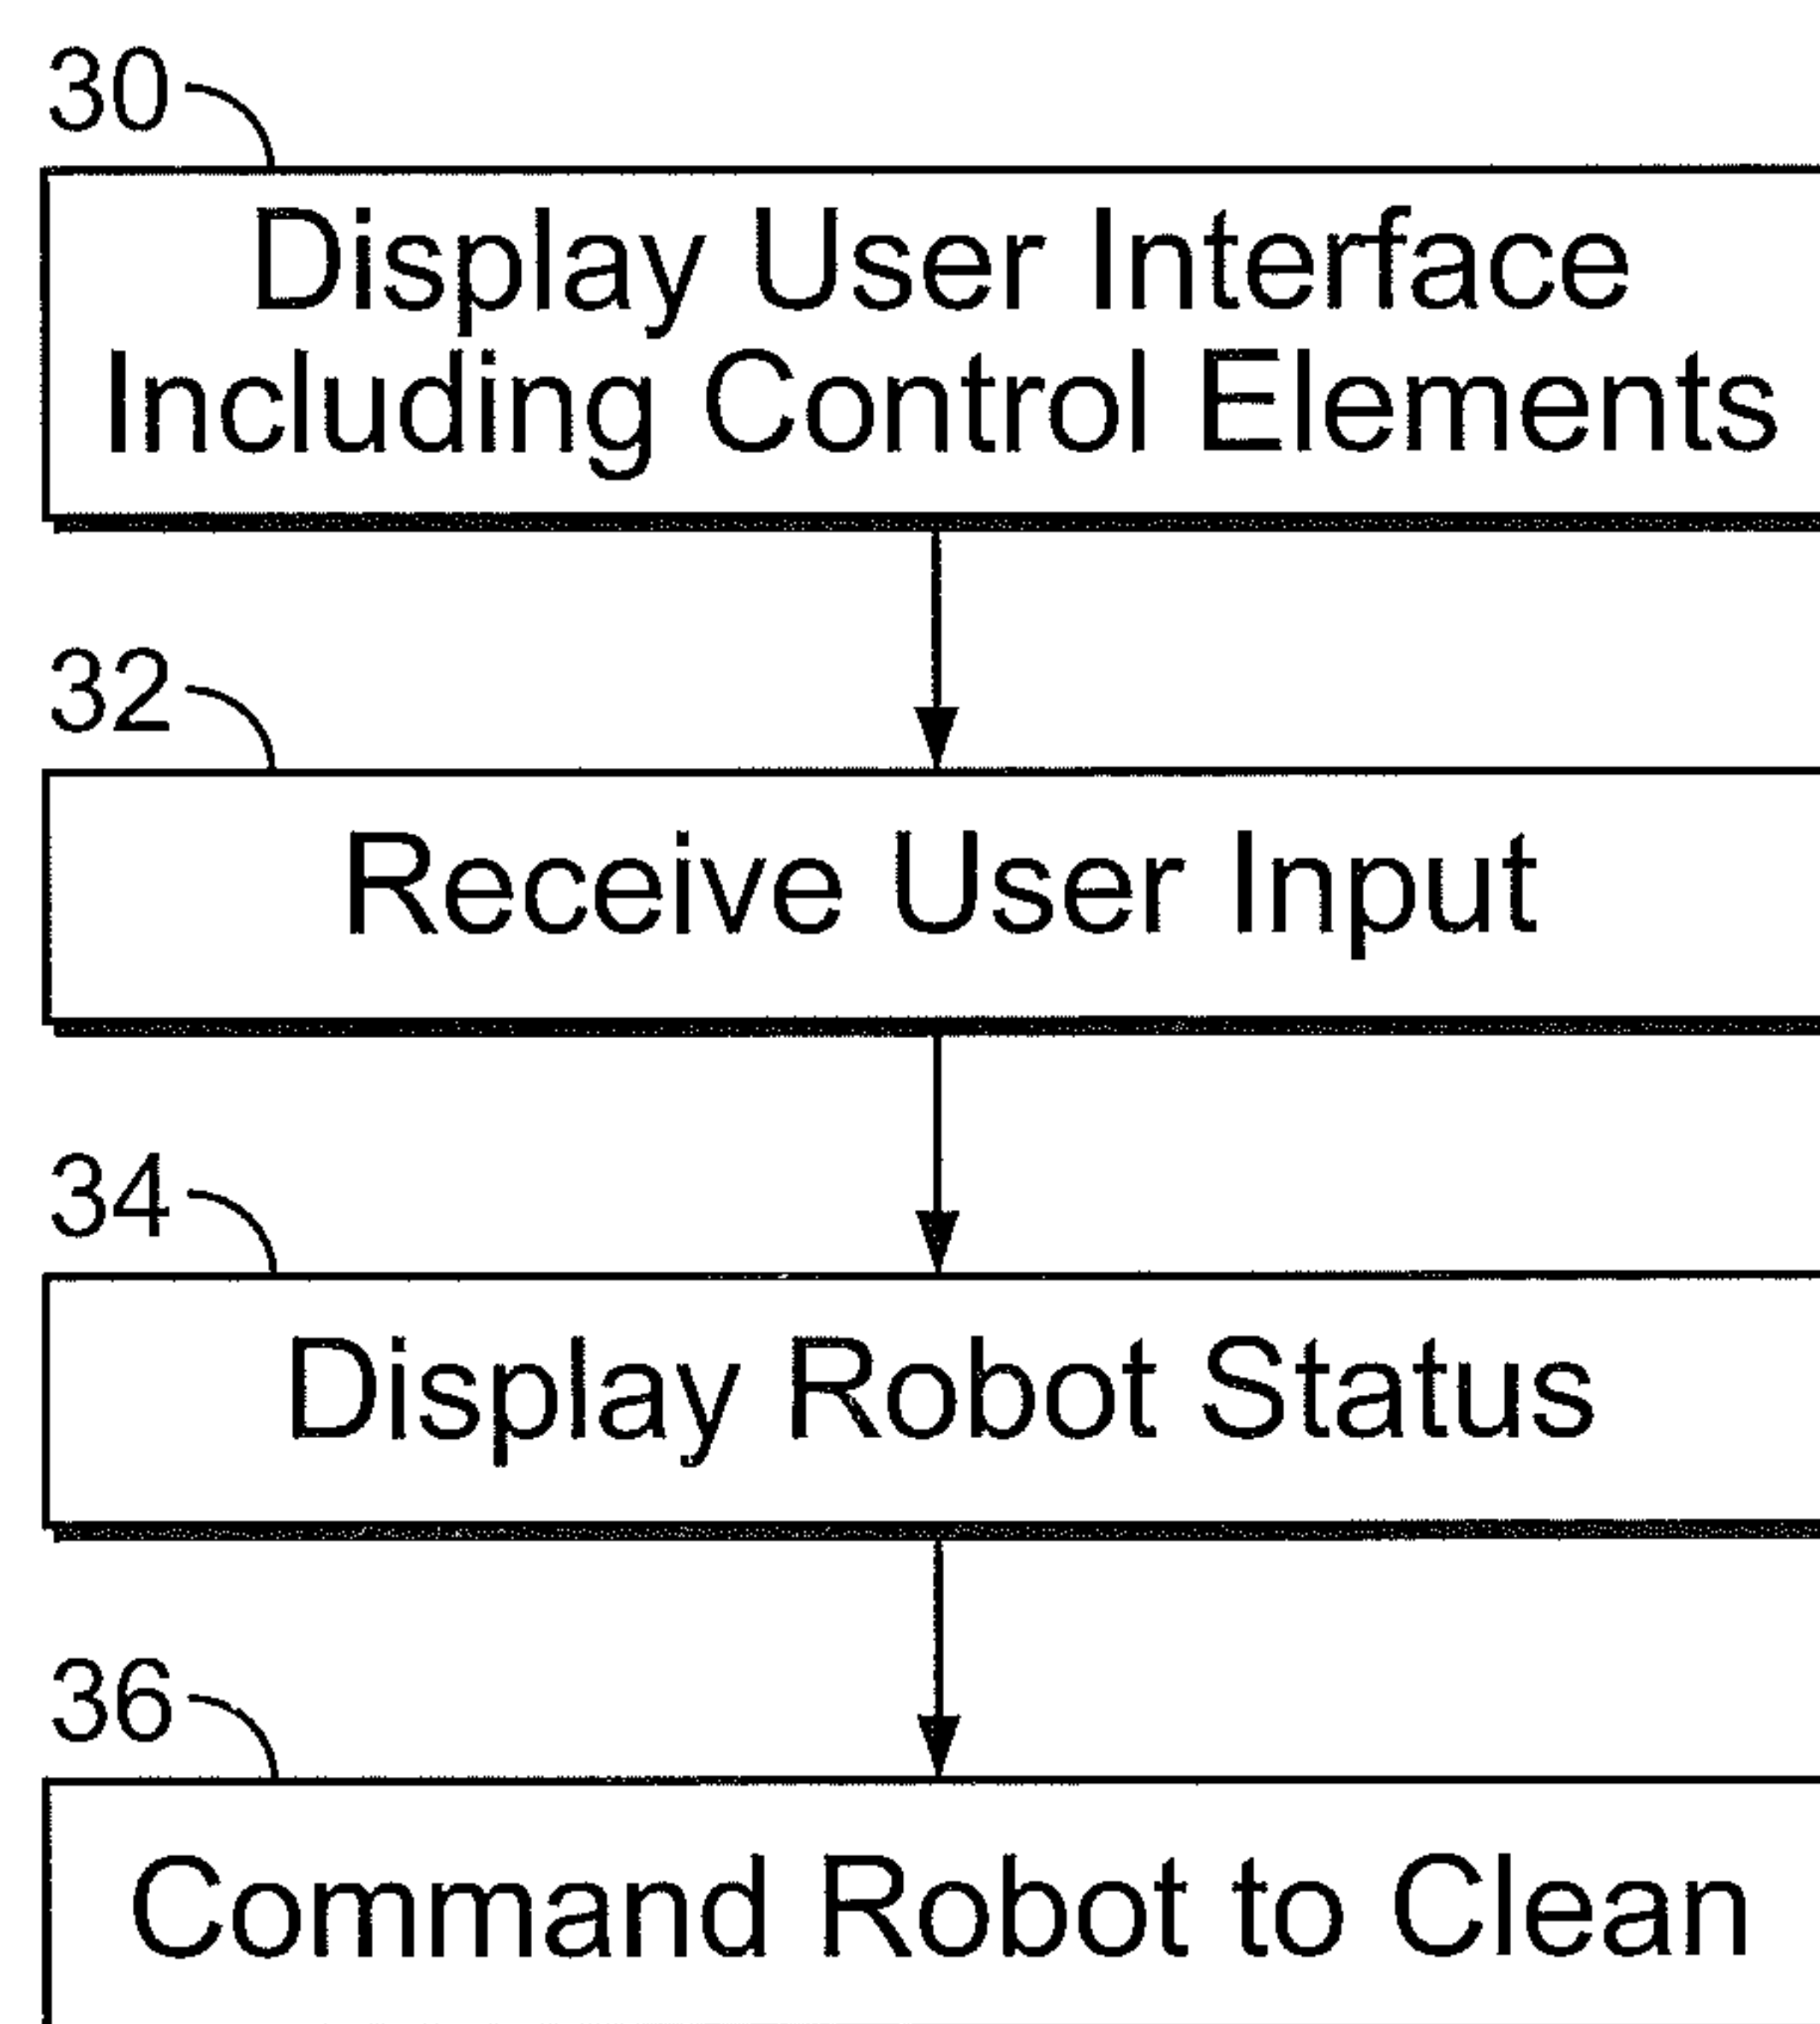 30
Display User Interface
Including Control Elements
32
Receive User Input
34
Display Robot Status
36
Command Robot to Clean